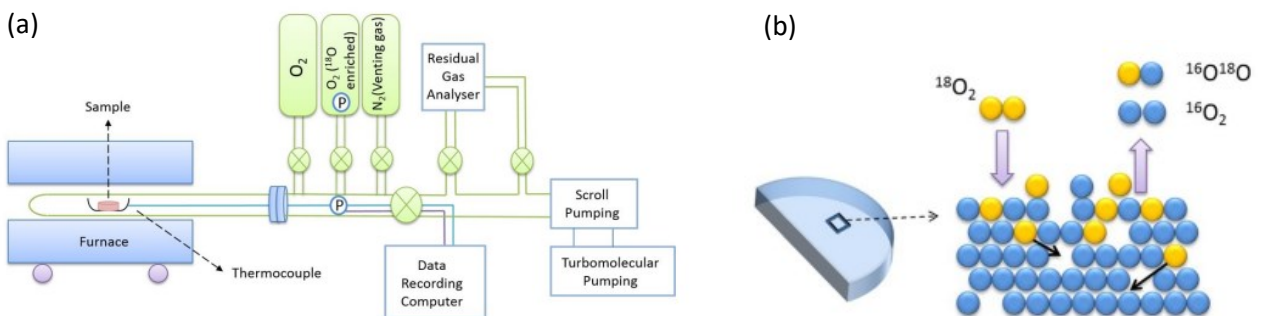 (a)
(b)
O₂
O₂ (¹⁸O
enriched)
P
N₂(Venting gas)
Residual
Gas
Analyser
Sample
P
Furnace
Thermocouple
Data
Recording
Computer
Scroll
Pumping
Turbomolecular
Pumping
¹⁸O₂
¹⁶O¹⁸O
¹⁶O₂